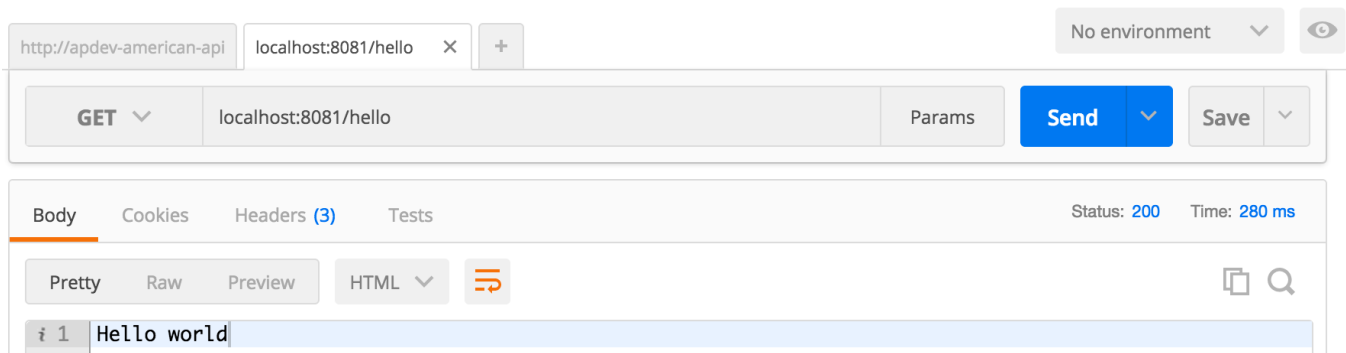 No environment
http://apdev-american-api localhost:8081/hello
GET localhost:8081/hello Params Send Save
Body Cookies Headers (3) Tests Status: 200 Time: 280 ms
Pretty Raw Preview HTML
i 1 Hello world